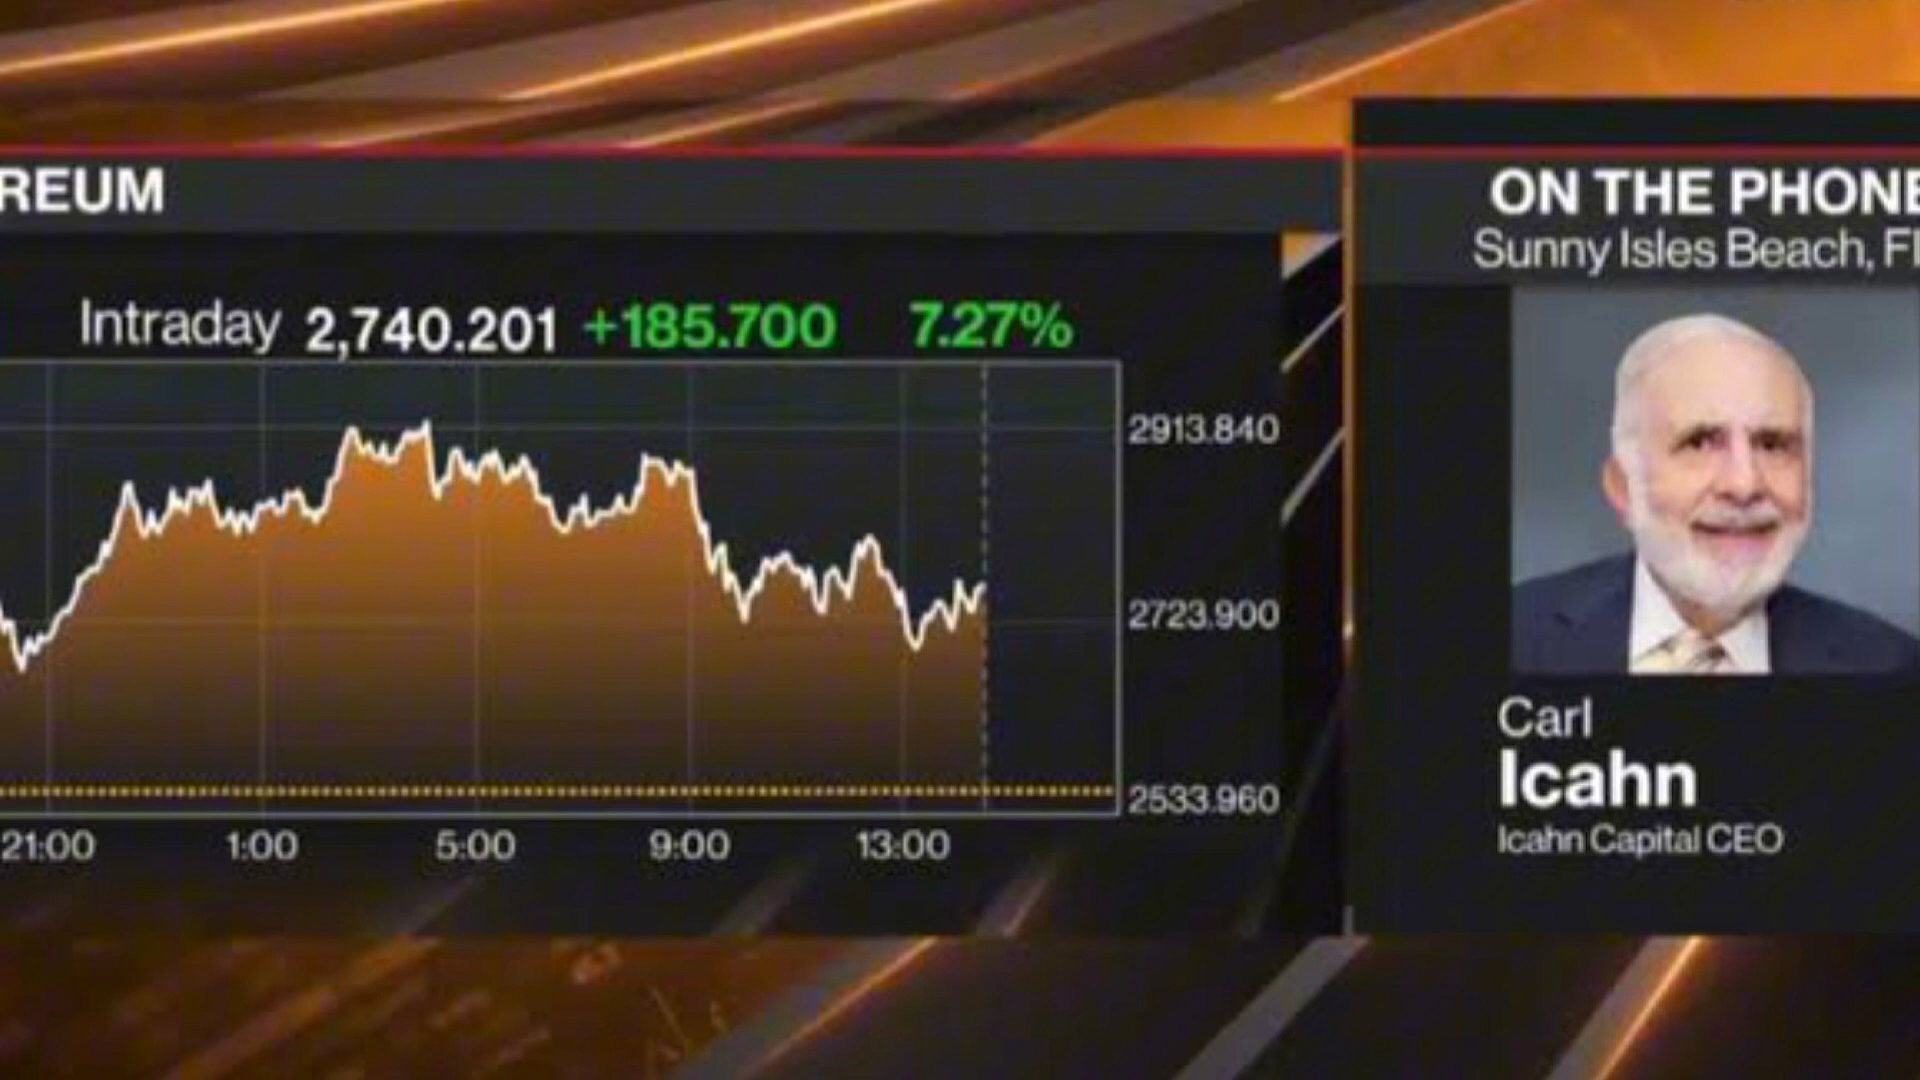 REUM
Intraday 2,740.201 +185.700 7.27%
2913.840
2723.900
2533.960
21:00 1:00 5:00 9:00 13:00
ON THE PHONE
Sunny Isles Beach, Fl
Carl
Icahn
Icahn Capital CEO